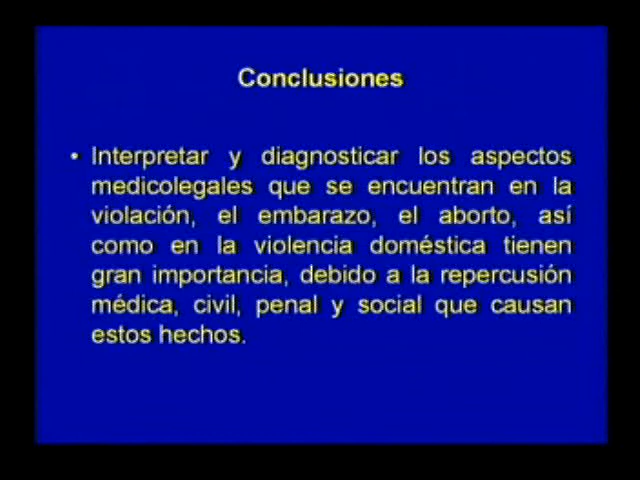 Conclusiones
• Interpretar y diagnosticar los aspectos
medicolegales que se encuentran en la
violación, el embarazo, el aborto, así
como en la violencia doméstica tienen
gran importancia, debido a la repercusión
médica, civil, penal y social que causan
estos hechos.